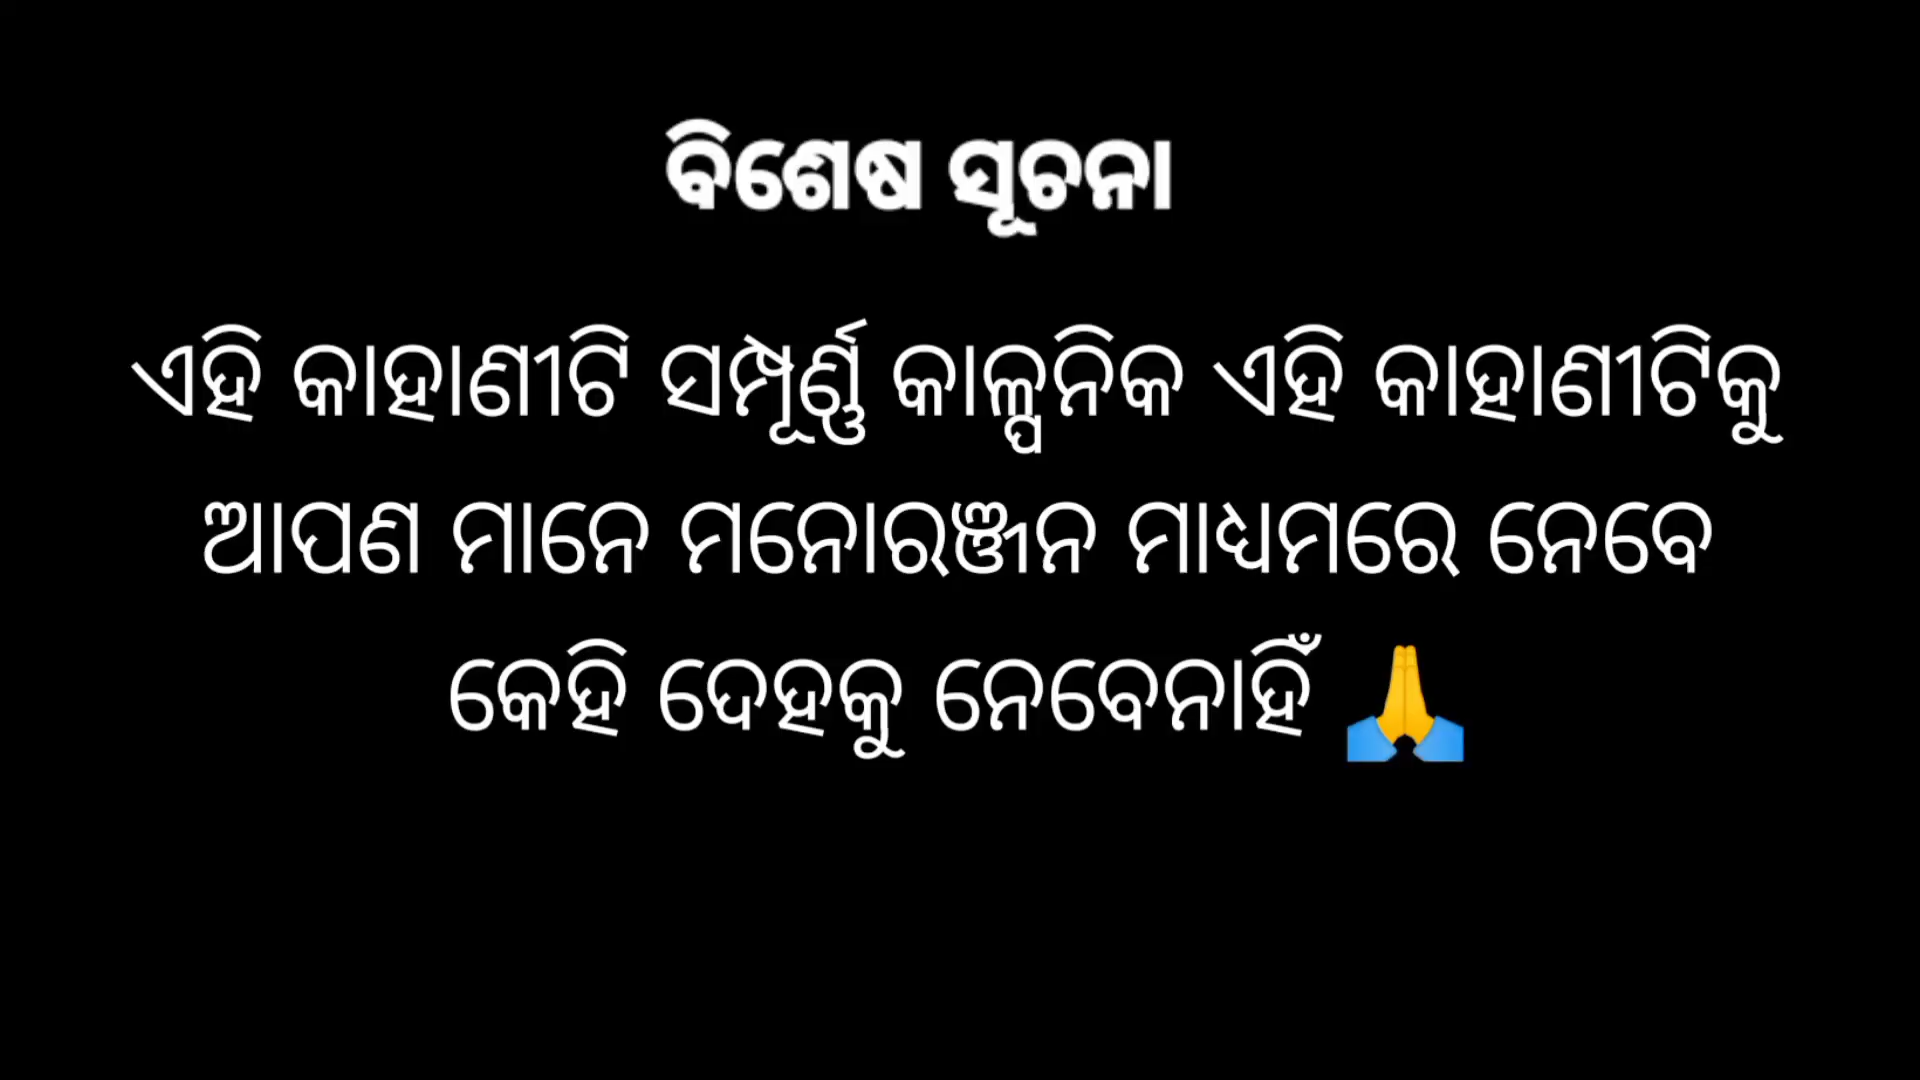 ବିଶେଷ ସୂଚନା
ଏହି କାହାଣୀଟି ସମ୍ପୂର୍ଣ୍ଣ କାଳ୍ପନିକ ଏହି କାହାଣୀଟିକୁ
ଆପଣ ମାନେ ମନୋରଞ୍ଜନ ମାଧ୍ୟମରେ ନେବେ
କେହି ଦେହକୁ ନେବେନାହିଁ 🙏